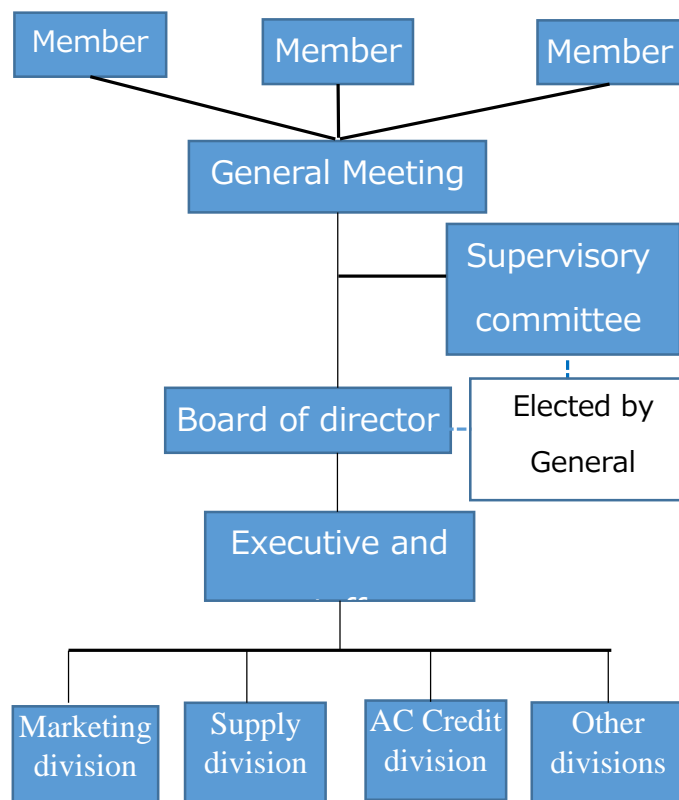 Member
Member
Member
General Meeting
Supervisory
committee
Board of director
Elected by
General
Executive and
Marketing
division
Supply
division
AC Credit
division
Other
divisions